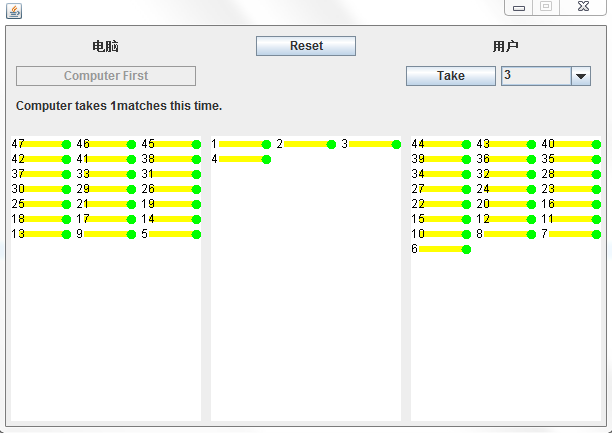 电脑 Reset 用户
Computer First Take 3
Computer takes 1matches this time.
47 46 45 1 2 3 44 43 40
42 41 38 4 39 36 35
37 33 31 34 32 28
30 29 26 27 24 23
25 21 19 22 20 16
18 17 14 15 12 11
13 9 5 10 8 7
6